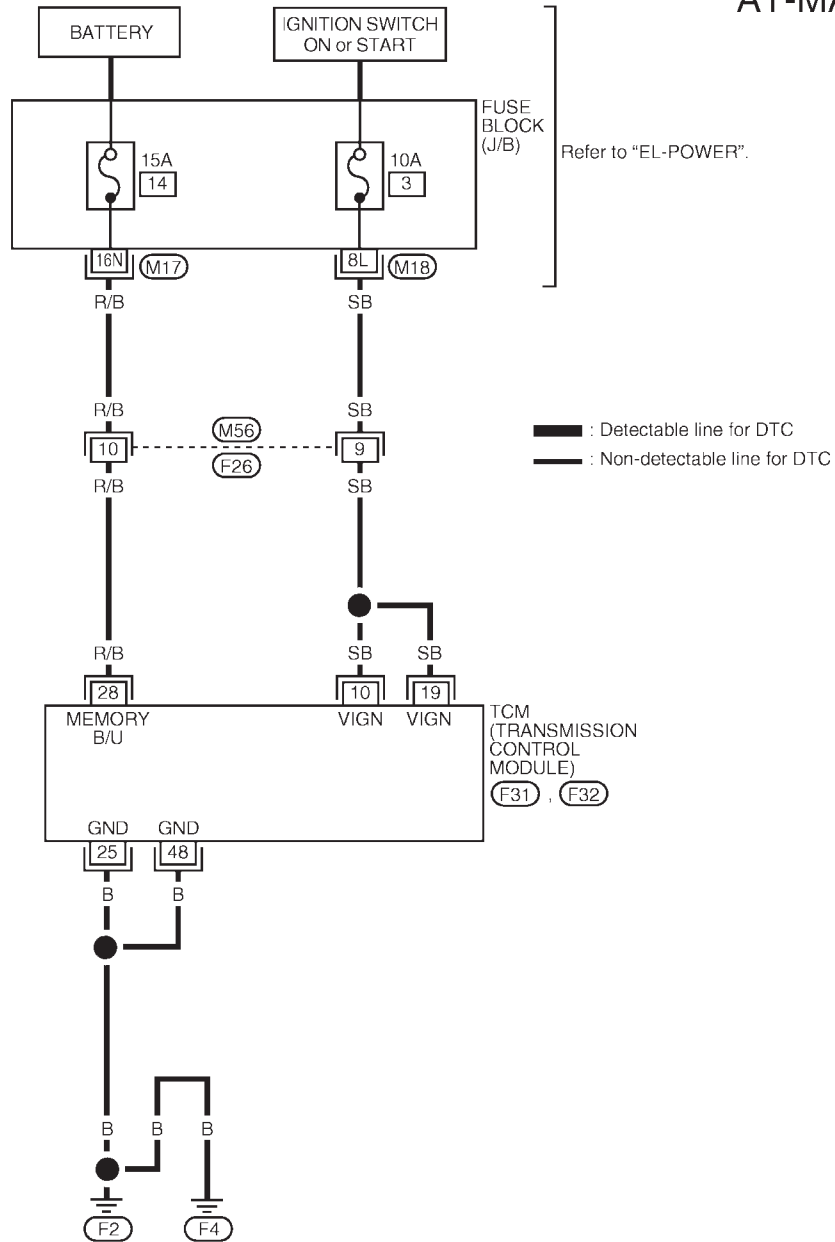 AT-MA
BATTERY
IGNITION SWITCH
ON or START
FUSE
BLOCK
(J/B)
Refer to “EL-POWER”.
15A
14
10A
3
16N
M17
8L
M18
R/B
SB
R/B
SB
10
M56
F26
9
R/B
SB
: Detectable line for DTC
: Non-detectable line for DTC
R/B
SB
SB
28
10
19
MEMORY
B/U
VIGN
VIGN
TCM
(TRANSMISSION
CONTROL
MODULE)
F31 , F32
GND
GND
25
48
B
B
B
B
B
F2
F4